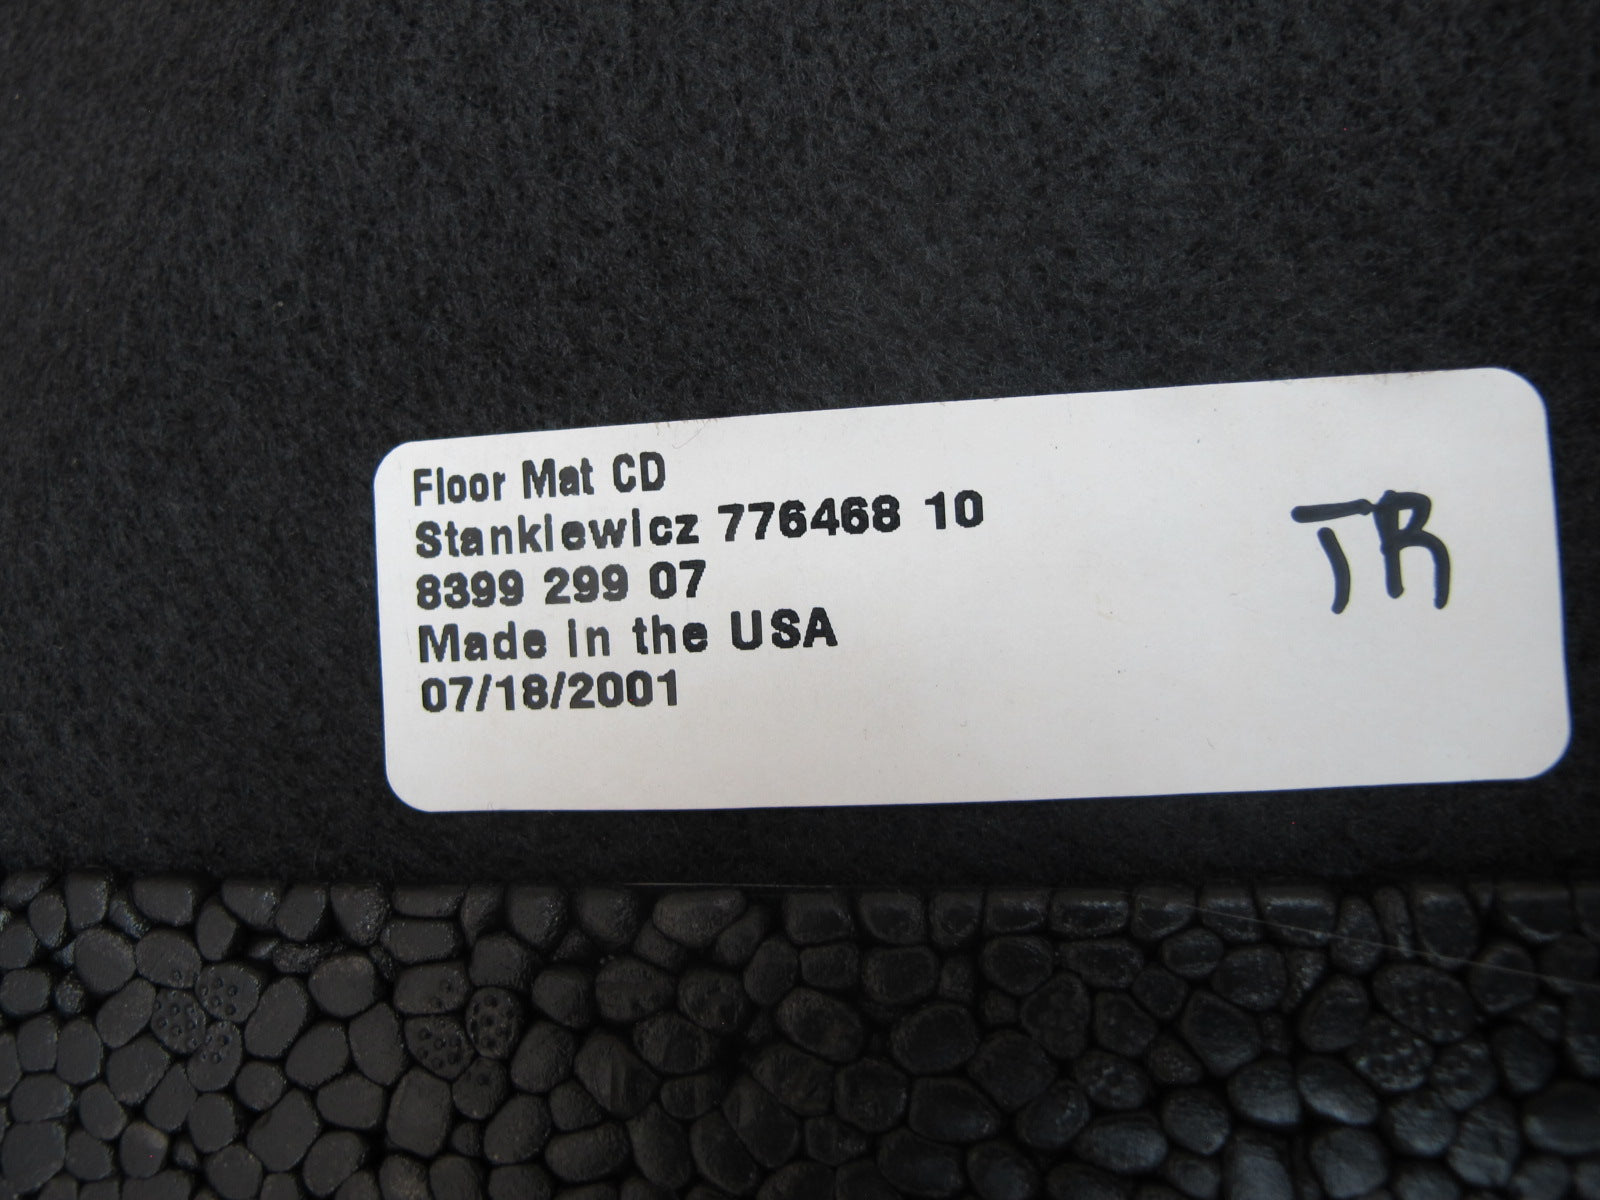 Floor Mat CD
Stankiewicz 776468 10
8399 299 07
Made in the USA
07/18/2001
TR